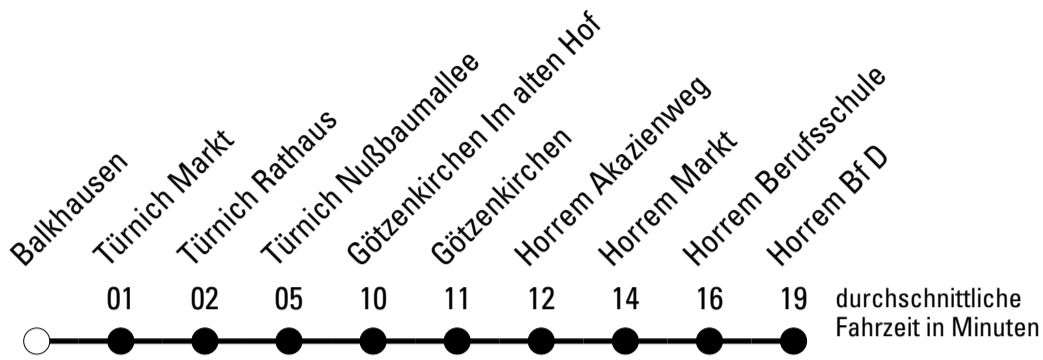 Balkhausen
Türnich Markt
Türnich Rathaus
Türnich Nußbaumallee
Götzenkirchen Im alten Hof
Götzenkirchen
Horrem Akazienweg
Horrem Markt
Horrem Berufsschule
Horrem Bf D
01 02 05 10 11 12 14 16 19
durchschnittliche
Fahrzeit in Minuten